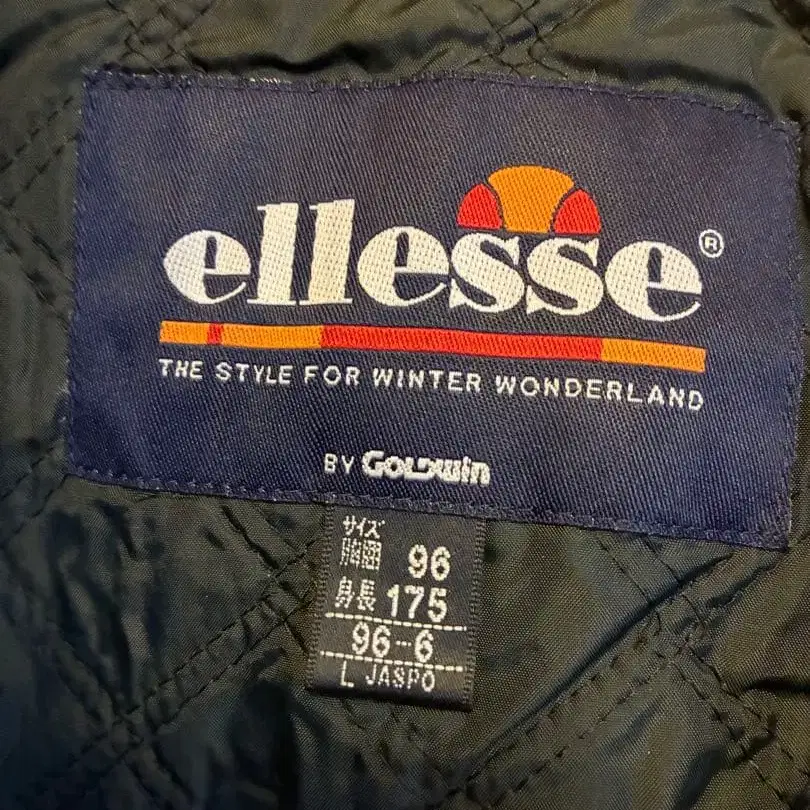 ellesse®
THE STYLE FOR WINTER WONDERLAND
BY GOLDWIN
サイズ
胸囲 96
身長 175
96-6
L JASPO